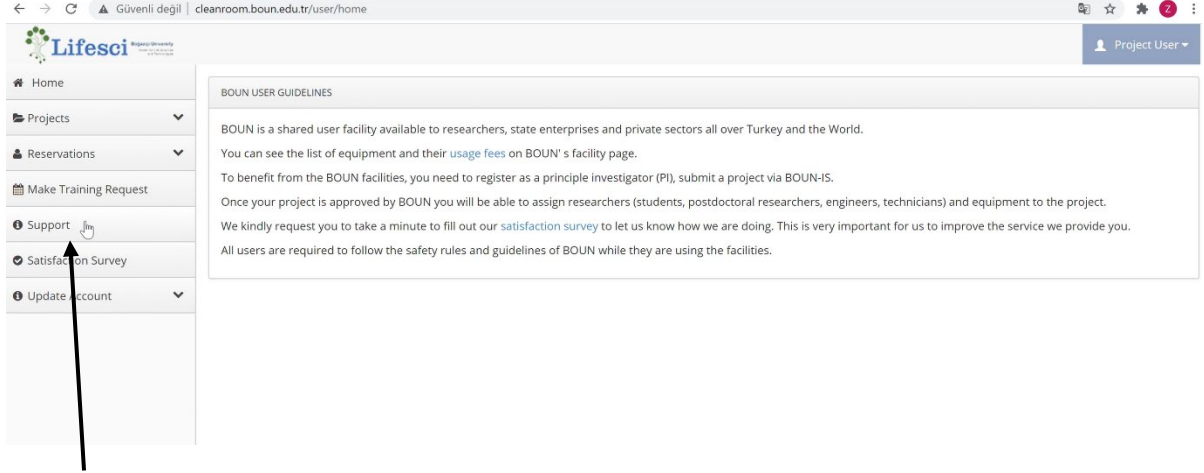 Güvenli değil | cleanroom.boun.edu.tr/user/home
Z
Lifesci Boğaziçi University
Project User
Home
BOUN USER GUIDELINES
Projects
BOUN is a shared user facility available to researchers, state enterprises and private sectors all over Turkey and the World.
Reservations
You can see the list of equipment and their usage fees on BOUN' s facility page.
To benefit from the BOUN facilities, you need to register as a principle investigator (PI), submit a project via BOUN-IS.
Make Training Request
Once your project is approved by BOUN you will be able to assign researchers (students, postdoctoral researchers, engineers, technicians) and equipment to the project.
Support
We kindly request you to take a minute to fill out our satisfaction survey to let us know how we are doing. This is very important for us to improve the service we provide you.
All users are required to follow the safety rules and guidelines of BOUN while they are using the facilities.
Satisfaction Survey
Update Account